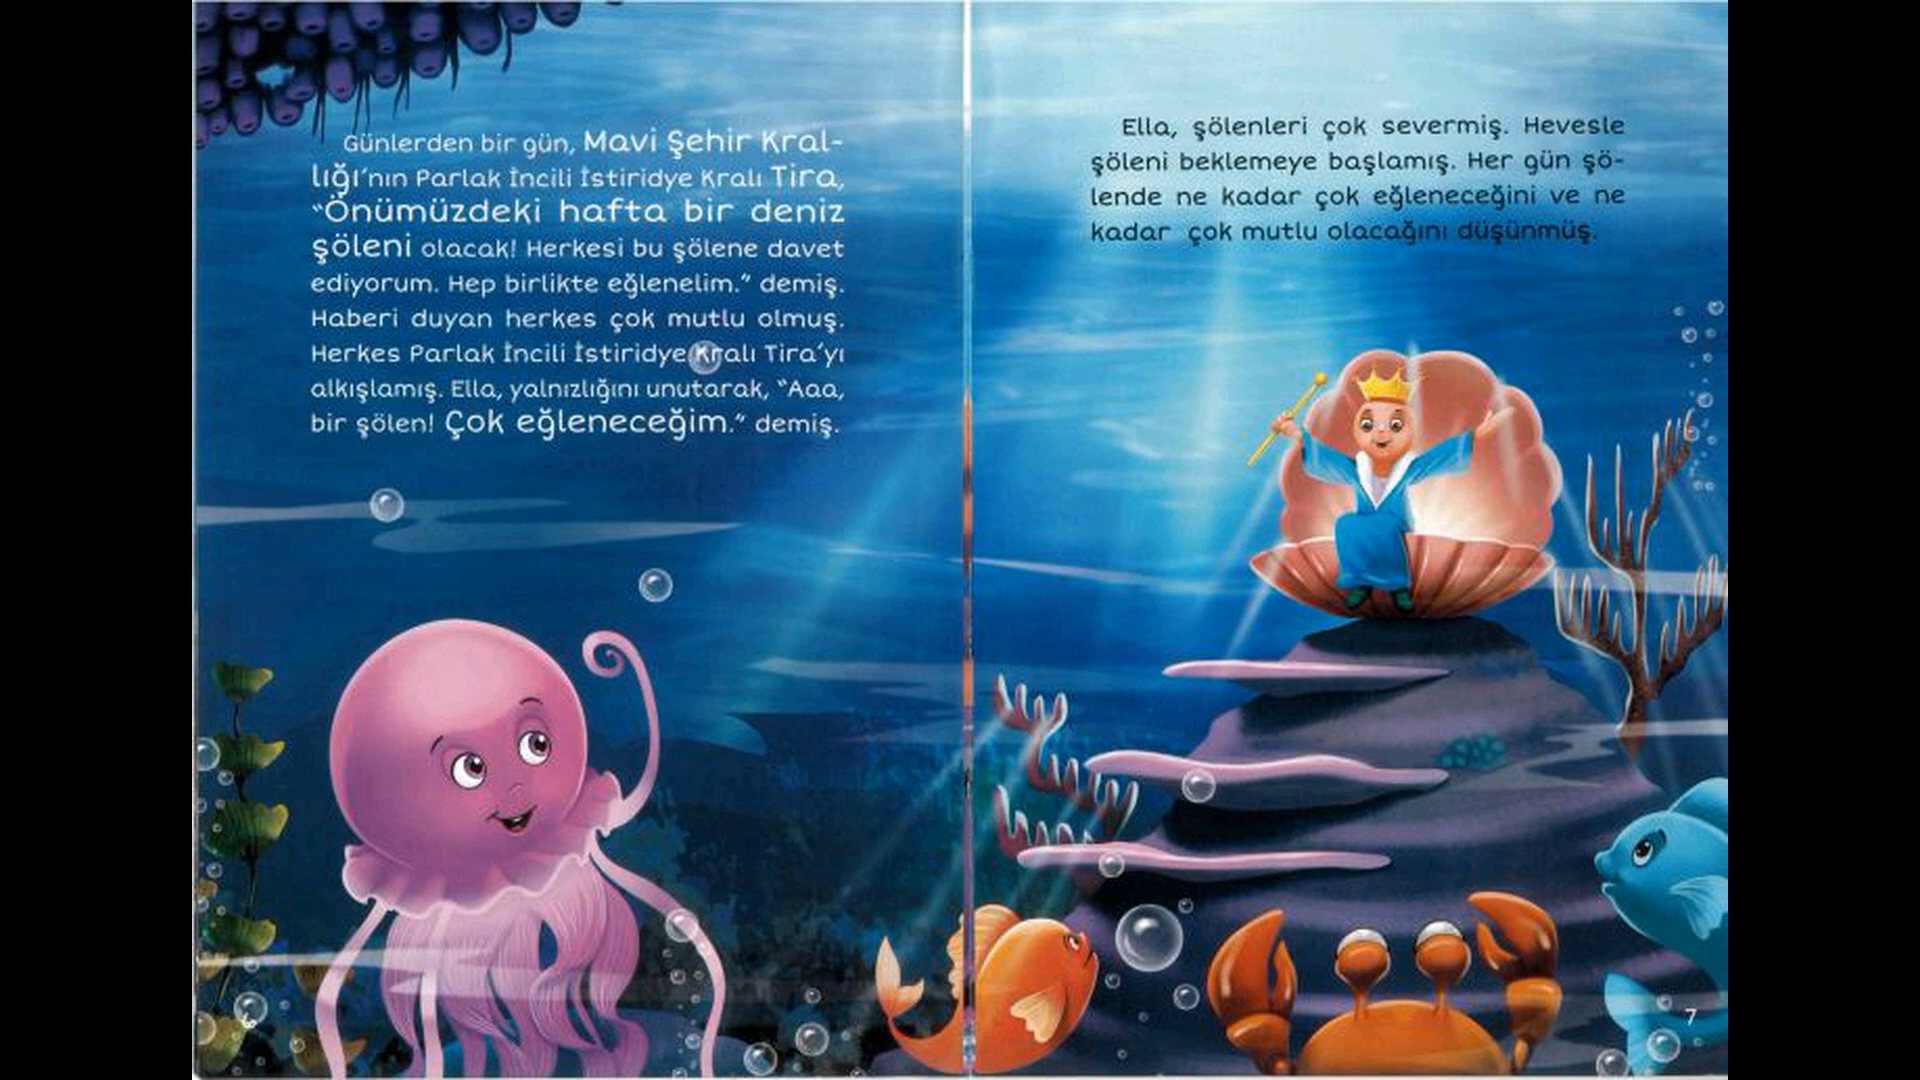 Günlerden bir gün, Mavi Şehir Kral-
lığı'nın Parlak İncili İstiridye Kralı Tira,
“Önümüzdeki hafta bir deniz
şöleni olacak! Herkesi bu şölene davet
ediyorum. Hep birlikte eğlenelim.” demiş.
Haberi duyan herkes çok mutlu olmuş.
Herkes Parlak İncili İstiridye Kralı Tira'yı
alkışlamış. Ella, yalnızlığını unutarak, “Aaa,
bir şölen! Çok eğleneceğim.” demiş.
6
Ella, şölenleri çok severmiş. Hevesle
şöleni beklemeye başlamış. Her gün şö-
lende ne kadar çok eğleneceğini ve ne
kadar çok mutlu olacağını düşünmüş.
7